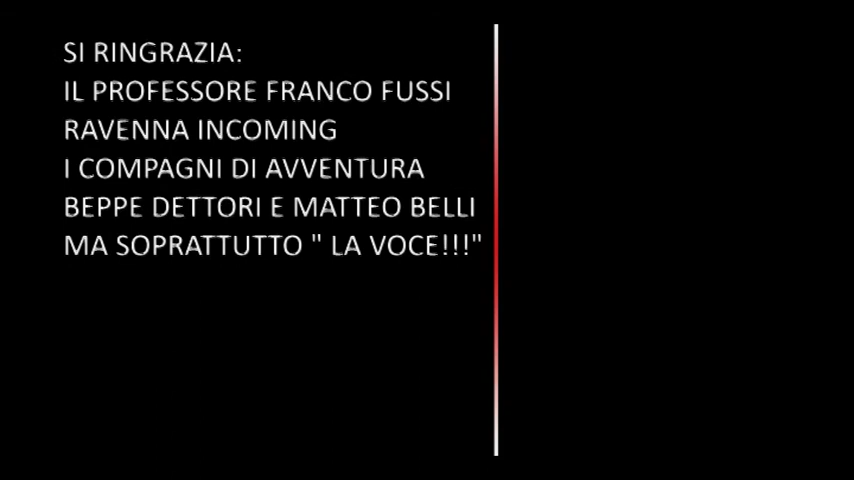 SI RINGRAZIA:
IL PROFESSORE FRANCO FUSSI
RAVENNA INCOMING
I COMPAGNI DI AVVENTURA
BEPPE DETTORI E MATTEO BELLI
MA SOPRATTUTTO " LA VOCE!!!"